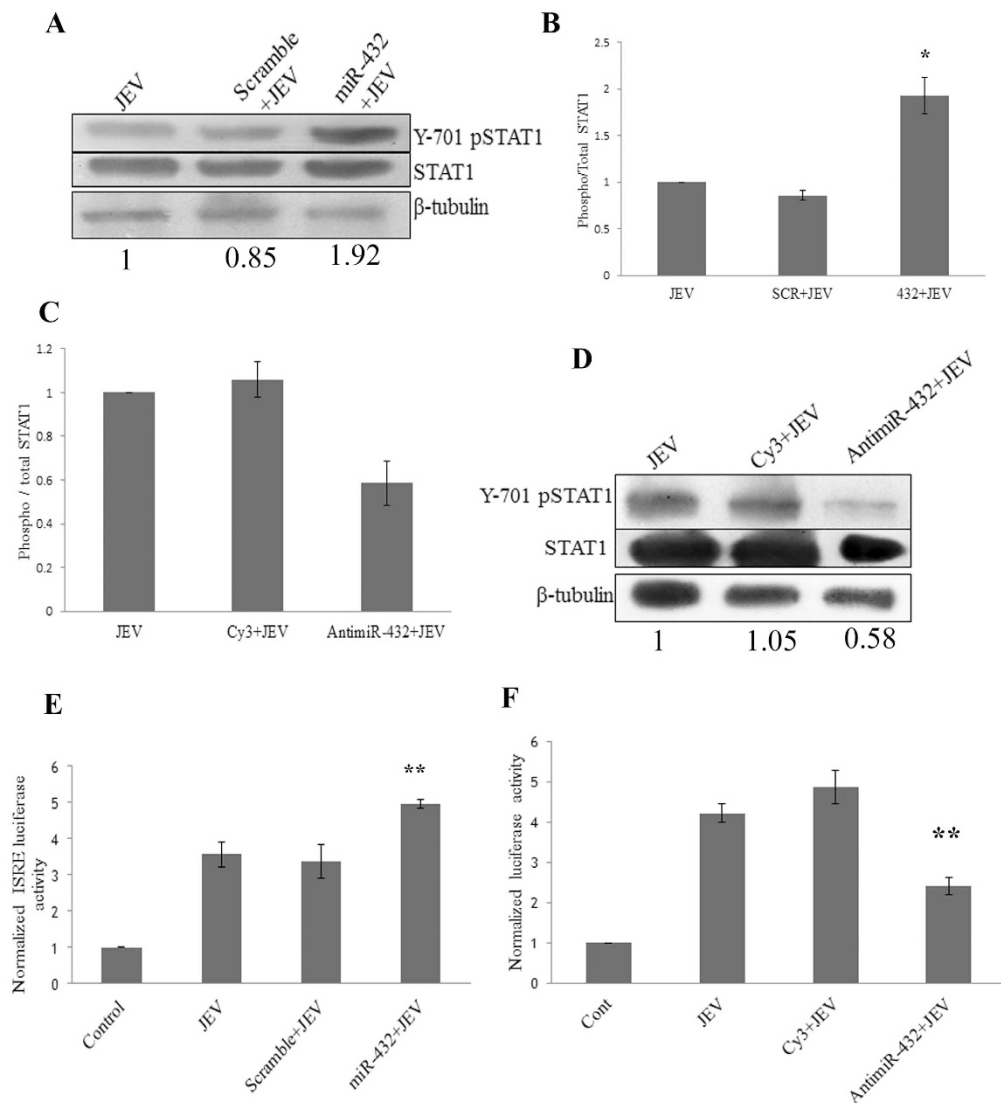 A
JEV
Scramble
+JEV
miR-432
+JEV
Y-701 pSTAT1
STAT1
β-tubulin
1 0.85 1.92
B
Phospho/Total STAT1
2.5
2
1.5
1
0.5
0
*
JEV SCR+JEV 432+JEV
C
Phospho / total STAT1
1.2
1
0.8
0.6
0.4
0.2
0
JEV Cy3+JEV AntimiR-432+JEV
D
JEV
Cy3+JEV
AntimiR-432+JEV
Y-701 pSTAT1
STAT1
β-tubulin
1 1.05 0.58
E
Normalized ISRE luciferase
activity
6
5
4
3
2
1
0
**
Control
JEV
Scramble+JEV
miR-432+JEV
F
Normalized luciferase activity
6
5
4
3
2
1
0
**
Cont
JEV
Cy3+JEV
AntimiR-432+JEV